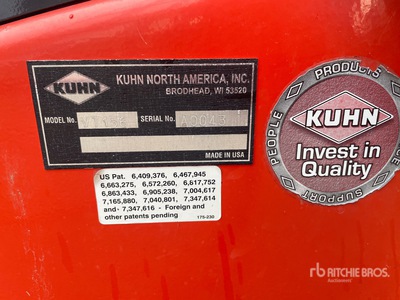 KUHN
KUHN NORTH AMERICA, INC.
BRODHEAD, WI 53520
MODEL No.
SERIAL No.
MADE IN USA
US Pat. 6,409,376, 6,467,945
6,663,275, 6,572,260, 6,817,752
6,863,433, 6,905,238, 7,004,617
7,165,880, 7,040,801, 7,347,614
and- 7,347,616 - Foreign and
other patents pending
175-230
PEOPLE
PRODUCTS
SUPPORT
KUHN
Invest in
Quality
rb RITCHIE BROS.
Auctioneers